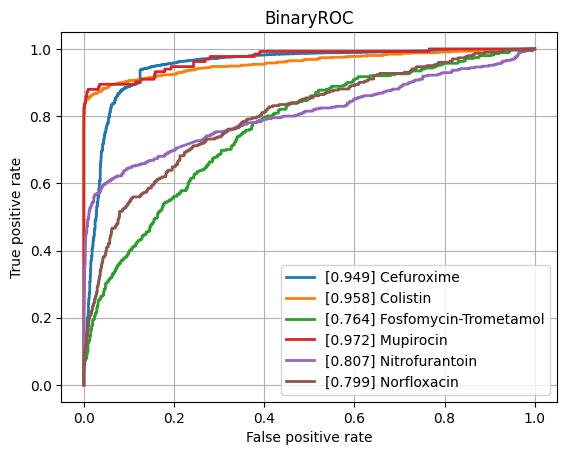 BinaryROC
True positive rate
1.0
0.8
0.6
0.4
0.2
0.0
[0.949] Cefuroxime
[0.958] Colistin
[0.764] Fosfomycin-Trometamol
[0.972] Mupirocin
[0.807] Nitrofurantoin
[0.799] Norfloxacin
0.0 0.2 0.4 0.6 0.8 1.0
False positive rate